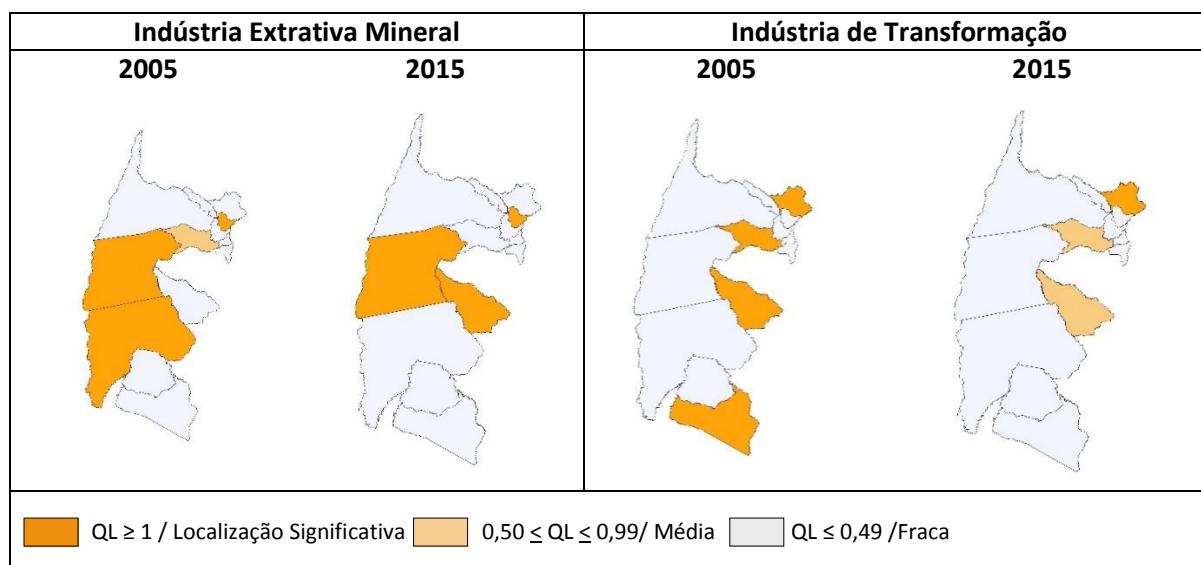 Indústria Extrativa Mineral
Indústria de Transformação
2005 2015
2005 2015
QL ≥ 1 / Localização Significativa
0,50 ≤ QL ≤ 0,99/ Média
QL ≤ 0,49 /Fraca